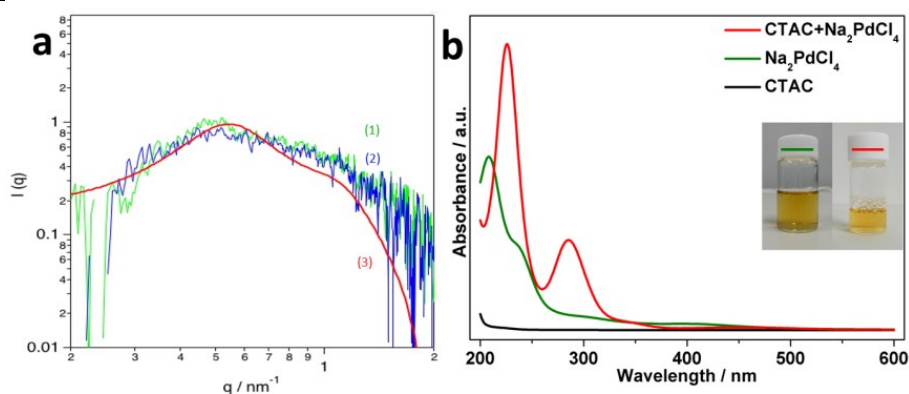 a
8
6
4
2
1
8
6
4
2
0.1
8
6
4
2
0.01
I (q)
(1)
(2)
(3)
2 3 4 5 6 7 8 9 1 2
q / nm⁻¹
b
CTAC+Na₂PdCl₄
Na₂PdCl₄
CTAC
Absorbance / a.u.
200 300 400 500 600
Wavelength / nm